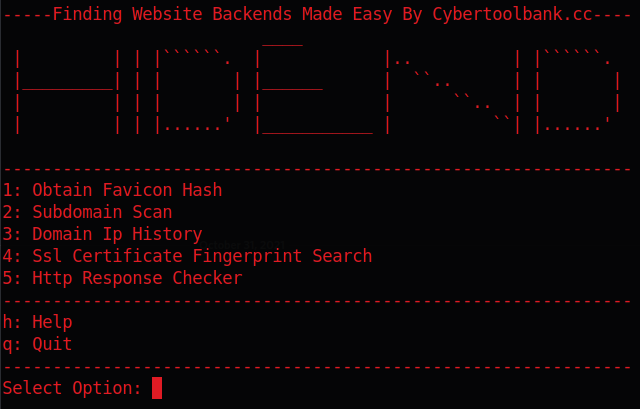 -----Finding Website Backends Made Easy By Cybertoolbank.cc----
HIDEND
---------------------------------------------------------------
1: Obtain Favicon Hash
2: Subdomain Scan
3: Domain Ip History
4: Ssl Certificate Fingerprint Search
5: Http Response Checker
---------------------------------------------------------------
h: Help
q: Quit
---------------------------------------------------------------
Select Option: